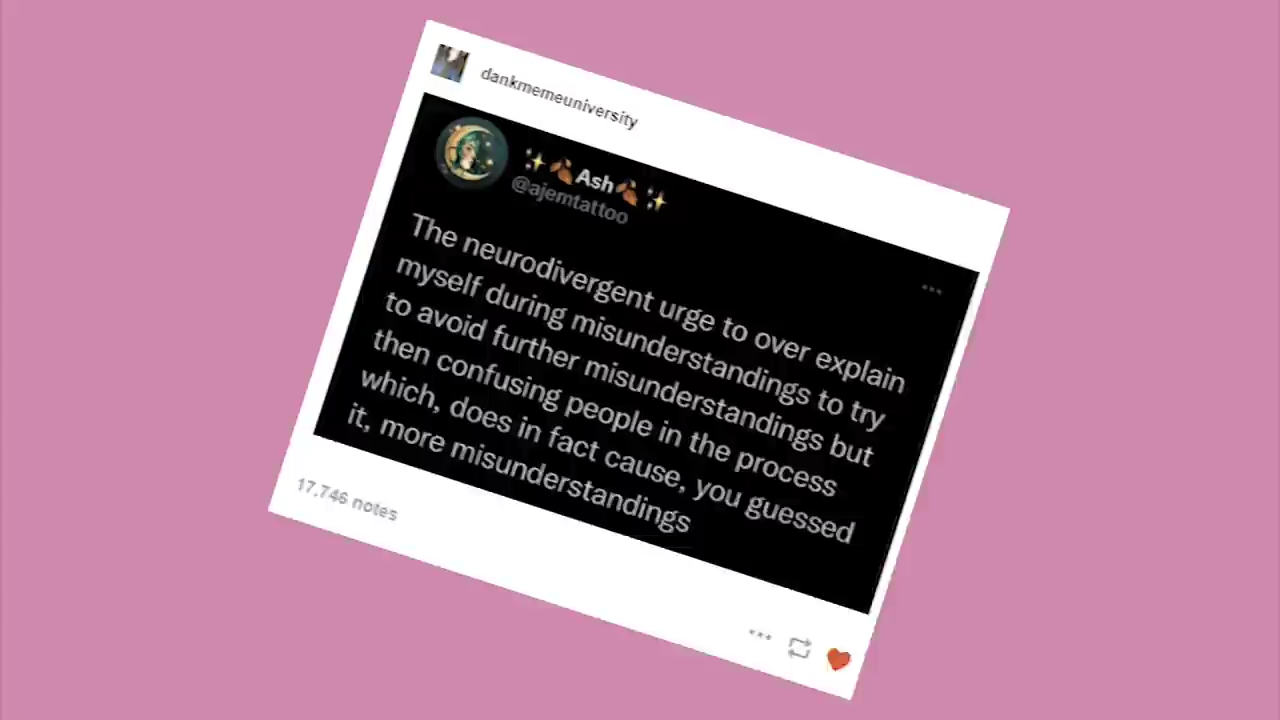 dankmemeuniversity
✨🍂Ash🍂✨
@ajemtattoo
The neurodivergent urge to over explain
myself during misunderstandings to try
to avoid further misunderstandings but
then confusing people in the process
which, does in fact cause, you guessed
it, more misunderstandings
17,746 notes